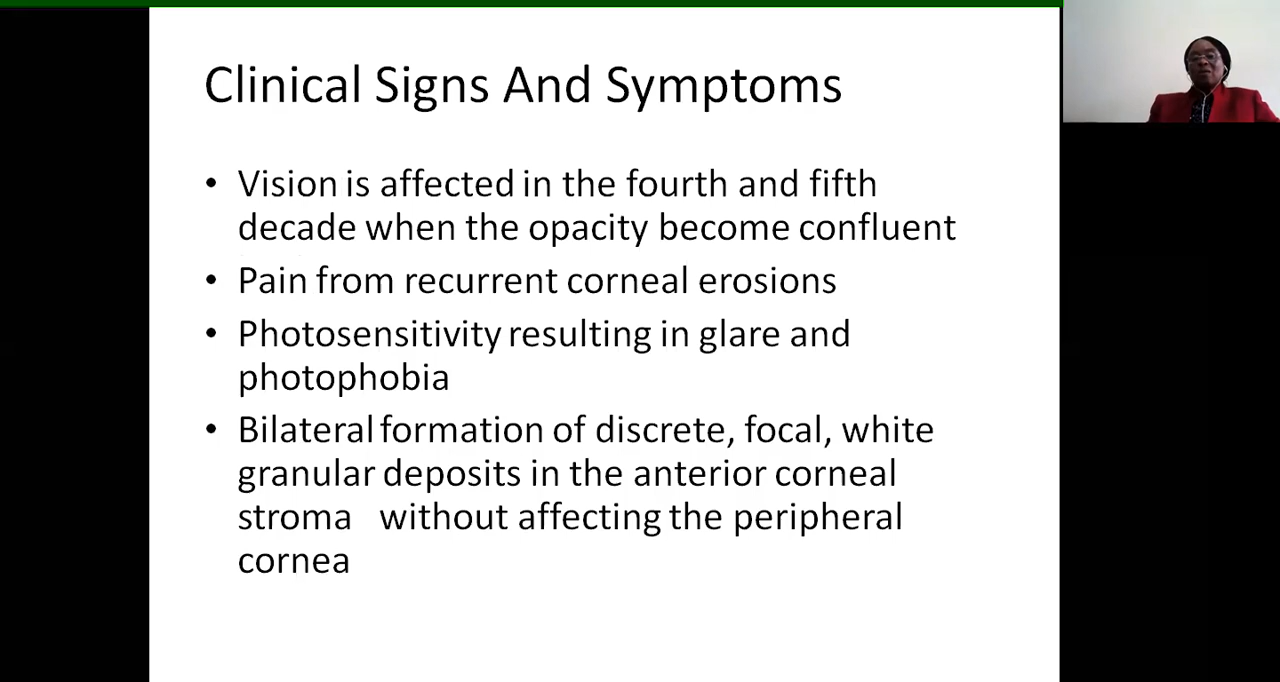 Clinical Signs And Symptoms
• Vision is affected in the fourth and fifth
decade when the opacity become confluent
• Pain from recurrent corneal erosions
• Photosensitivity resulting in glare and
photophobia
• Bilateral formation of discrete, focal, white
granular deposits in the anterior corneal
stroma without affecting the peripheral
cornea